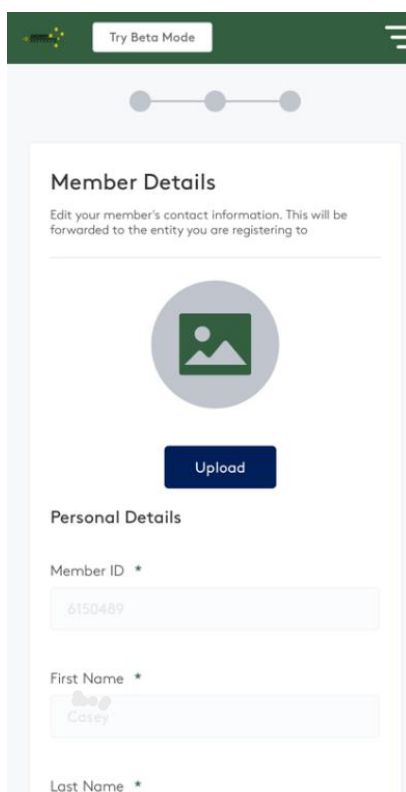 Try Beta Mode
Member Details
Edit your member's contact information. This will be
forwarded to the entity you are registering to
Upload
Personal Details
Member ID *
6150489
First Name *
Casey
Last Name *